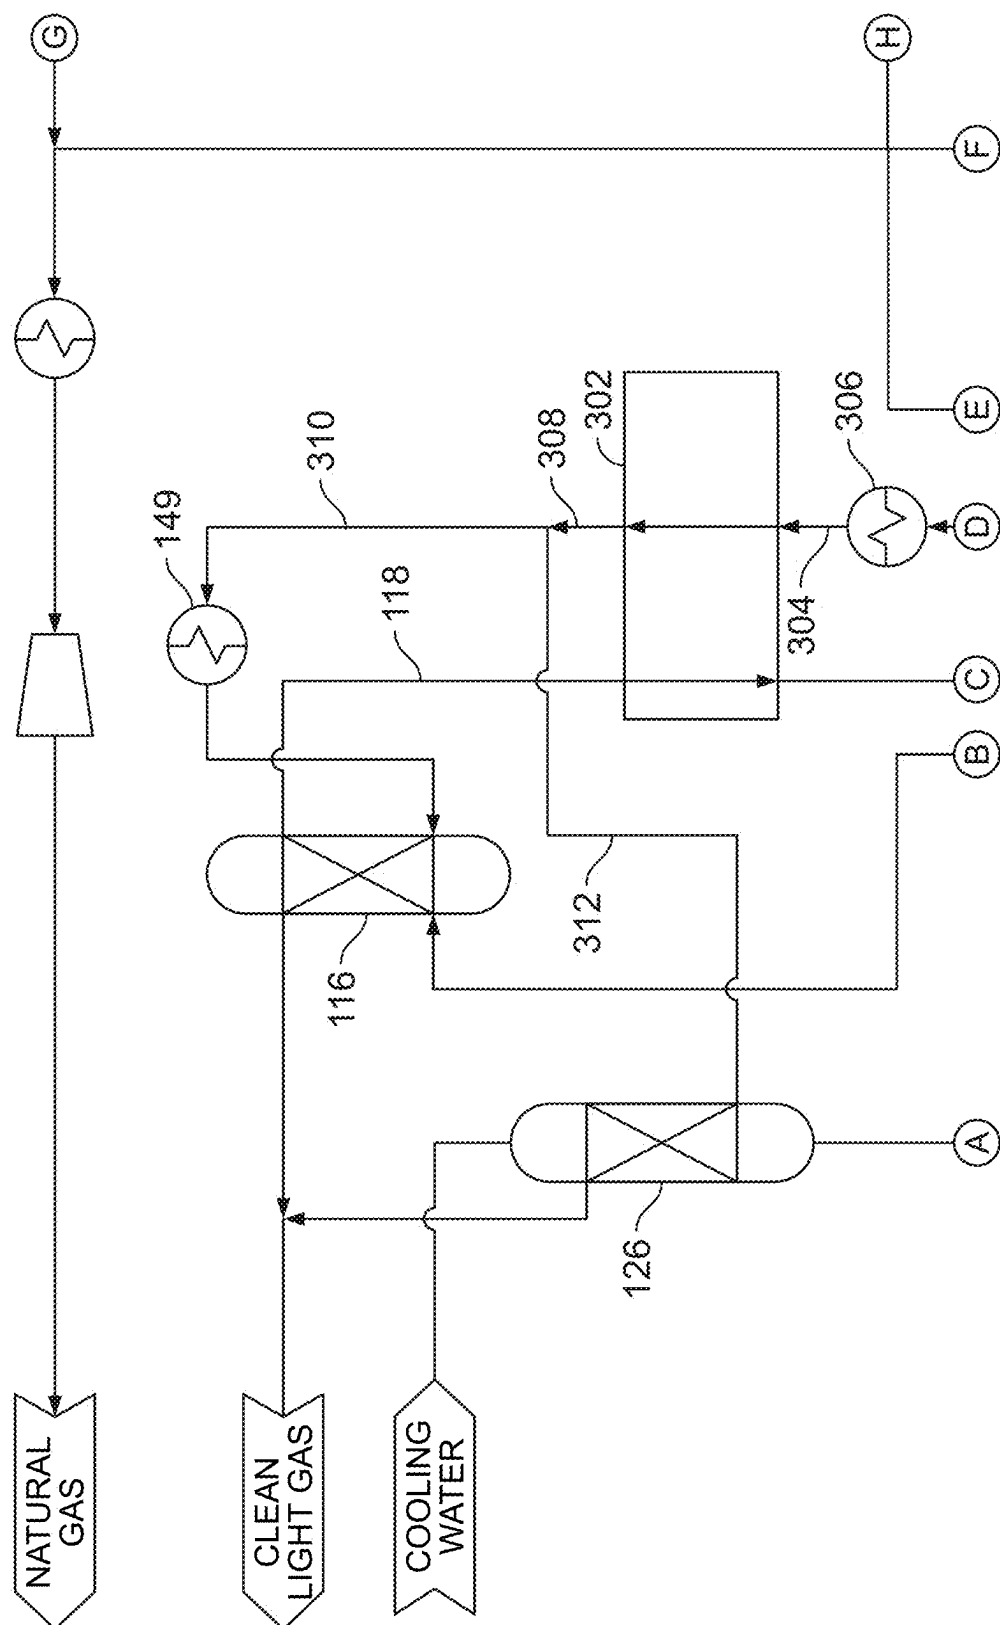 NATURAL
GAS
CLEAN
LIGHT GAS
COOLING
WATER
G
H
F
E
D
C
B
A
149
310
118
308
302
306
304
312
116
126